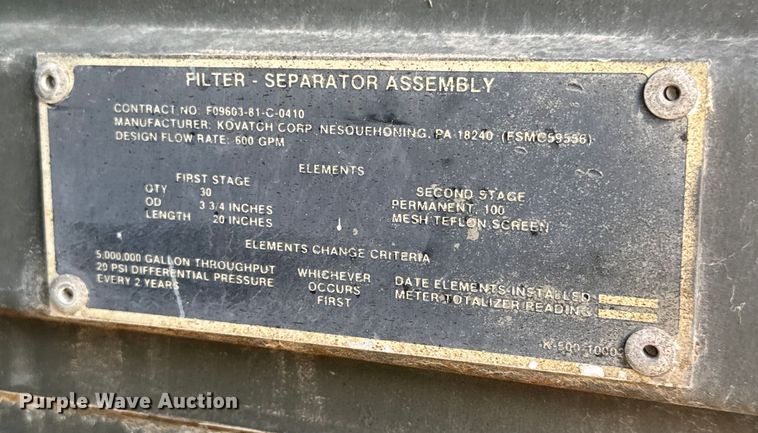 FILTER - SEPARATOR ASSEMBLY
CONTRACT NO: F09603-81-C-0410
MANUFACTURER: KOVATCH CORP NESQUEHONING, PA 18240 (FSMC59556)
DESIGN FLOW RATE: 600 GPM
ELEMENTS
FIRST STAGE
QTY 30
OD 3 3/4 INCHES
LENGTH 20 INCHES
SECOND STAGE
PERMANENT, 100
MESH TEFLON SCREEN
ELEMENTS CHANGE CRITERIA
5,000,000 GALLON THROUGHPUT
20 PSI DIFFERENTIAL PRESSURE
EVERY 2 YEARS
WHICHEVER
OCCURS
FIRST
DATE ELEMENTS INSTALLED
METER TOTALIZER READING
Purple Wave Auction